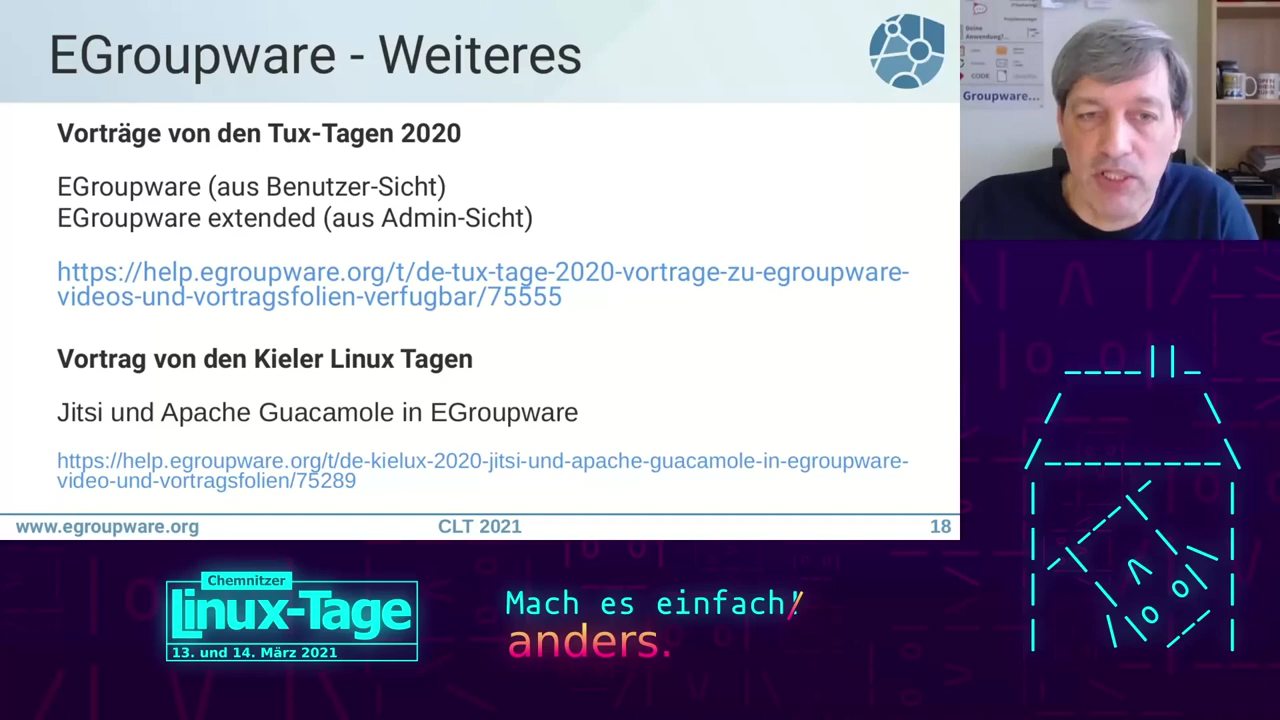 EGroupware - Weiteres
Vorträge von den Tux-Tagen 2020
EGroupware (aus Benutzer-Sicht)
EGroupware extended (aus Admin-Sicht)
https://help.egroupware.org/t/de-tux-tage-2020-vortrage-zu-egroupware-
videos-und-vortragsfolien-verfugbar/75555
Vortrag von den Kieler Linux Tagen
Jitsi und Apache Guacamole in EGroupware
https://help.egroupware.org/t/de-kielux-2020-jitsi-und-apache-guacamole-in-egroupware-
video-und-vortragsfolien/75289
www.egroupware.org
CLT 2021
18
Deine
Anwendung?...
CODE
Groupware...
Chemnitzer
Linux-Tage
13. und 14. März 2021
Mach es einfach!
anders.